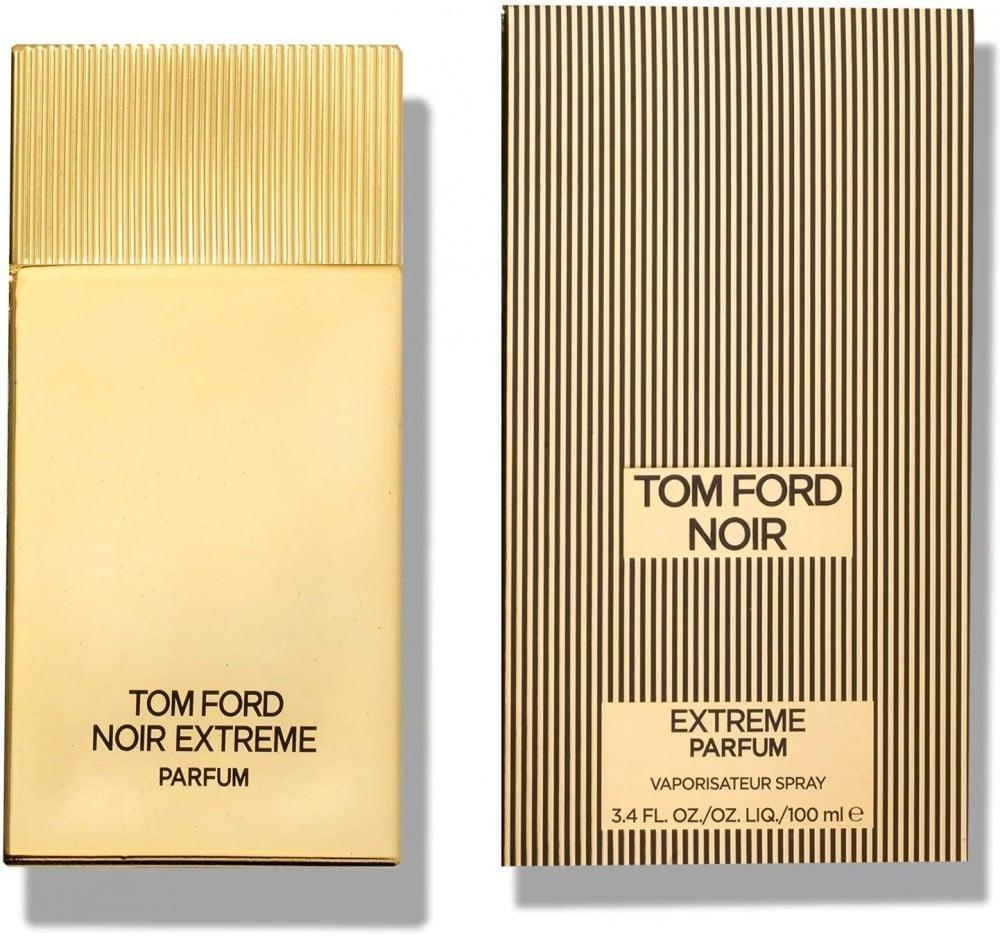 TOM FORD
NOIR EXTREME
PARFUM
TOM FORD
NOIR
EXTREME
PARFUM
VAPORISATEUR SPRAY
3.4 FL. OZ./OZ. LIQ./100 ml ℮